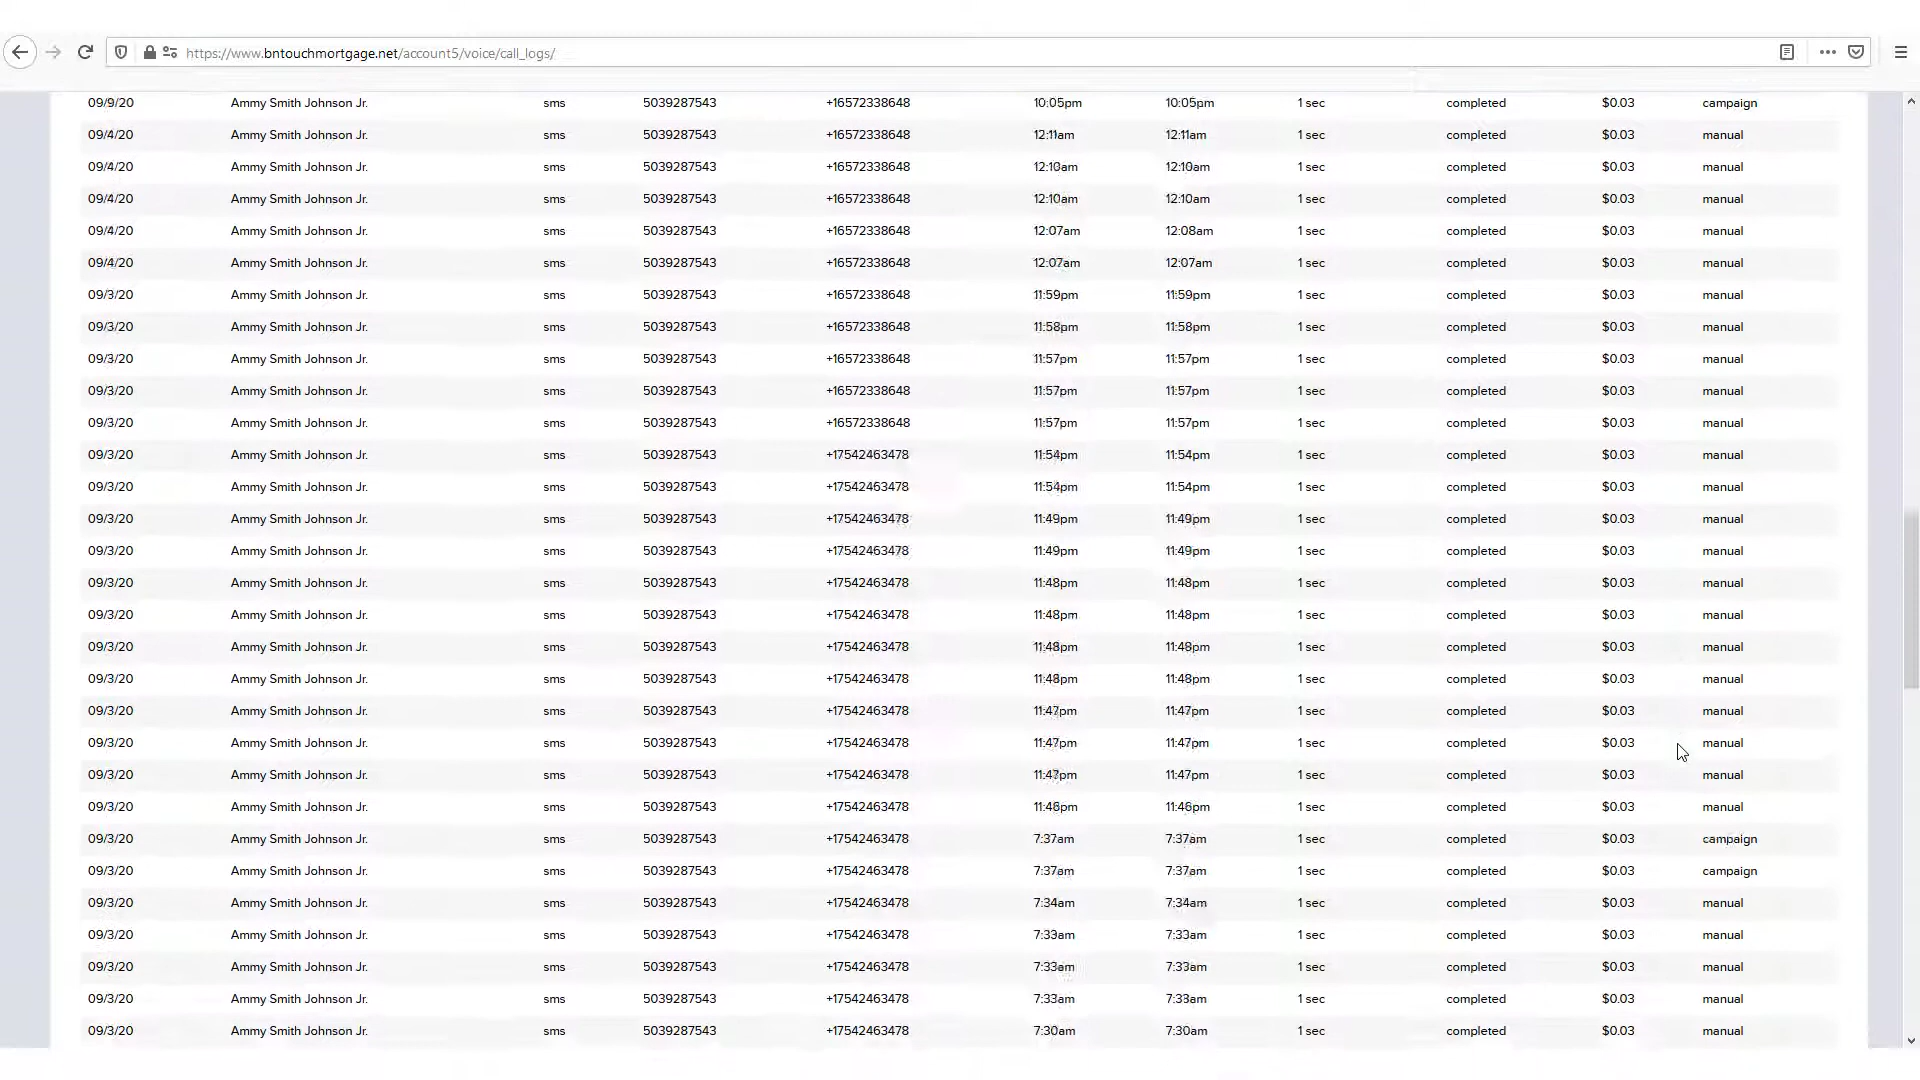 https://www.bntouchmortgage.net/account5/voice/call_logs/
09/9/20 Ammy Smith Johnson Jr. sms 5039287543 +16572338648 10:05pm 10:05pm 1 sec completed $0.03 campaign
09/4/20 Ammy Smith Johnson Jr. sms 5039287543 +16572338648 12:11am 12:11am 1 sec completed $0.03 manual
09/4/20 Ammy Smith Johnson Jr. sms 5039287543 +16572338648 12:10am 12:10am 1 sec completed $0.03 manual
09/4/20 Ammy Smith Johnson Jr. sms 5039287543 +16572338648 12:10am 12:10am 1 sec completed $0.03 manual
09/4/20 Ammy Smith Johnson Jr. sms 5039287543 +16572338648 12:07am 12:08am 1 sec completed $0.03 manual
09/4/20 Ammy Smith Johnson Jr. sms 5039287543 +16572338648 12:07am 12:07am 1 sec completed $0.03 manual
09/3/20 Ammy Smith Johnson Jr. sms 5039287543 +16572338648 11:59pm 11:59pm 1 sec completed $0.03 manual
09/3/20 Ammy Smith Johnson Jr. sms 5039287543 +16572338648 11:58pm 11:58pm 1 sec completed $0.03 manual
09/3/20 Ammy Smith Johnson Jr. sms 5039287543 +16572338648 11:57pm 11:57pm 1 sec completed $0.03 manual
09/3/20 Ammy Smith Johnson Jr. sms 5039287543 +16572338648 11:57pm 11:57pm 1 sec completed $0.03 manual
09/3/20 Ammy Smith Johnson Jr. sms 5039287543 +16572338648 11:57pm 11:57pm 1 sec completed $0.03 manual
09/3/20 Ammy Smith Johnson Jr. sms 5039287543 +17542463478 11:54pm 11:54pm 1 sec completed $0.03 manual
09/3/20 Ammy Smith Johnson Jr. sms 5039287543 +17542463478 11:54pm 11:54pm 1 sec completed $0.03 manual
09/3/20 Ammy Smith Johnson Jr. sms 5039287543 +17542463478 11:49pm 11:49pm 1 sec completed $0.03 manual
09/3/20 Ammy Smith Johnson Jr. sms 5039287543 +17542463478 11:49pm 11:49pm 1 sec completed $0.03 manual
09/3/20 Ammy Smith Johnson Jr. sms 5039287543 +17542463478 11:48pm 11:48pm 1 sec completed $0.03 manual
09/3/20 Ammy Smith Johnson Jr. sms 5039287543 +17542463478 11:48pm 11:48pm 1 sec completed $0.03 manual
09/3/20 Ammy Smith Johnson Jr. sms 5039287543 +17542463478 11:48pm 11:48pm 1 sec completed $0.03 manual
09/3/20 Ammy Smith Johnson Jr. sms 5039287543 +17542463478 11:48pm 11:48pm 1 sec completed $0.03 manual
09/3/20 Ammy Smith Johnson Jr. sms 5039287543 +17542463478 11:47pm 11:47pm 1 sec completed $0.03 manual
09/3/20 Ammy Smith Johnson Jr. sms 5039287543 +17542463478 11:47pm 11:47pm 1 sec completed $0.03 manual
09/3/20 Ammy Smith Johnson Jr. sms 5039287543 +17542463478 11:47pm 11:47pm 1 sec completed $0.03 manual
09/3/20 Ammy Smith Johnson Jr. sms 5039287543 +17542463478 11:46pm 11:46pm 1 sec completed $0.03 manual
09/3/20 Ammy Smith Johnson Jr. sms 5039287543 +17542463478 7:37am 7:37am 1 sec completed $0.03 campaign
09/3/20 Ammy Smith Johnson Jr. sms 5039287543 +17542463478 7:37am 7:37am 1 sec completed $0.03 campaign
09/3/20 Ammy Smith Johnson Jr. sms 5039287543 +17542463478 7:34am 7:34am 1 sec completed $0.03 manual
09/3/20 Ammy Smith Johnson Jr. sms 5039287543 +17542463478 7:33am 7:33am 1 sec completed $0.03 manual
09/3/20 Ammy Smith Johnson Jr. sms 5039287543 +17542463478 7:33am 7:33am 1 sec completed $0.03 manual
09/3/20 Ammy Smith Johnson Jr. sms 5039287543 +17542463478 7:33am 7:33am 1 sec completed $0.03 manual
09/3/20 Ammy Smith Johnson Jr. sms 5039287543 +17542463478 7:30am 7:30am 1 sec completed $0.03 manual